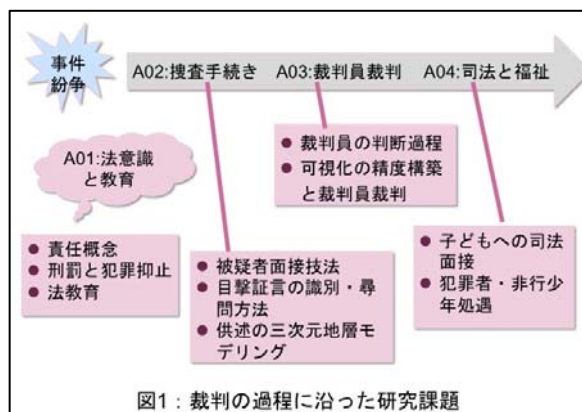 事件
紛争
A02:捜査手続き
A03:裁判員裁判
A04:司法と福祉
A01:法意識
と教育
● 責任概念
● 刑罰と犯罪抑止
● 法教育
● 被疑者面接技法
● 目撃証言の識別・尋
問方法
● 供述の三次元地層モ
デリング
● 裁判員の判断過程
● 可視化の精度構築
と裁判員裁判
● 子どもへの司法
面接
● 犯罪者・非行少
年処遇
図1：裁判の過程に沿った研究課題